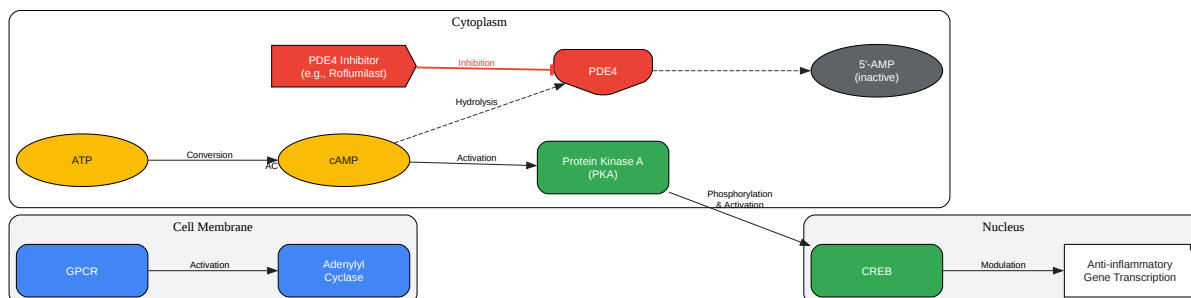 Cytoplasm
PDE4 Inhibitor
(e.g., Roflumilast)
Inhibition
PDE4
5'-AMP
(inactive)
Hydrolysis
ATP
Conversion
AC
cAMP
Activation
Protein Kinase A
(PKA)
Phosphorylation
& Activation
Cell Membrane
GPCR
Activation
Adenylyl
Cyclase
Nucleus
CREB
Modulation
Anti-inflammatory
Gene Transcription